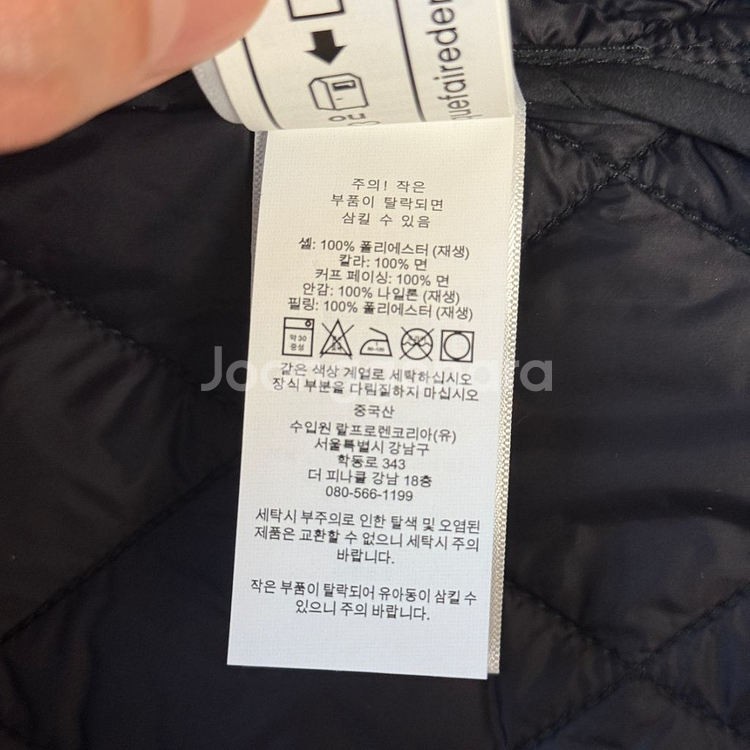 ou
quefairede
주의! 작은
부품이 탈락되면
삼킬 수 있음
셸: 100% 폴리에스터 (재생)
칼라: 100% 면
커프 페이싱: 100% 면
안감: 100% 나일론 (재생)
필링: 100% 폴리에스터 (재생)
약 30
중성
80~120
같은 색상 계열로 세탁하십시오
장식 부분을 다림질하지 마십시오
중국산
수입원 랄프로렌코리아(유)
서울특별시 강남구
학동로 343
더 피나클 강남 18층
080-566-1199
세탁시 부주의로 인한 탈색 및 오염된
제품은 교환할 수 없으니 세탁시 주의
바랍니다.
작은 부품이 탈락되어 유아동이 삼킬 수
있으니 주의 바랍니다.